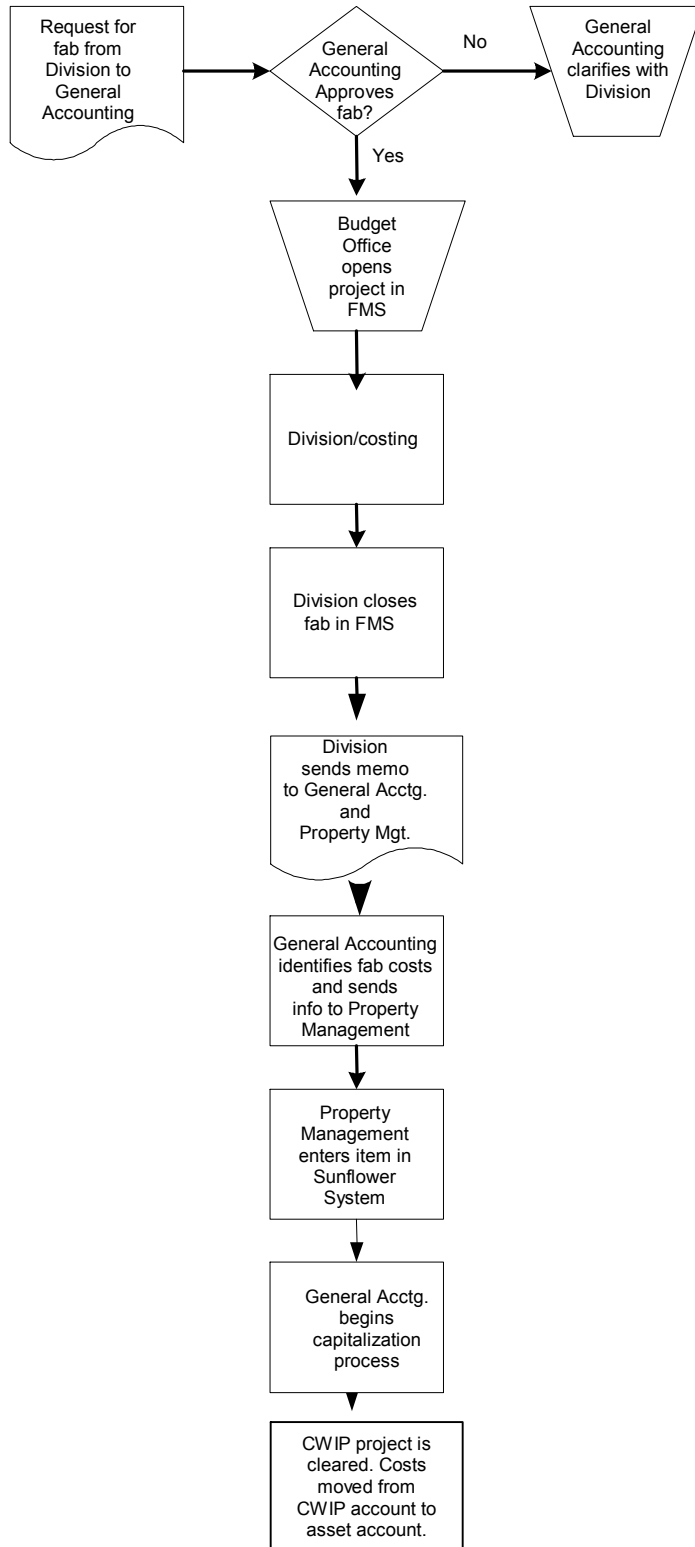 Request for
fab from
Division to
General
Accounting
General
Accounting
Approves
fab?
No
General
Accounting
clarifies with
Division
Yes
Budget
Office
opens
project in
FMS
Division/costing
Division closes
fab in FMS
Division
sends memo
to General Acctg.
and
Property Mgt.
General Accounting
identifies fab costs
and sends
info to Property
Management
Property
Management
enters item in
Sunflower
System
General Acctg.
begins
capitalization
process
CWIP project is
cleared. Costs
moved from
CWIP account to
asset account.